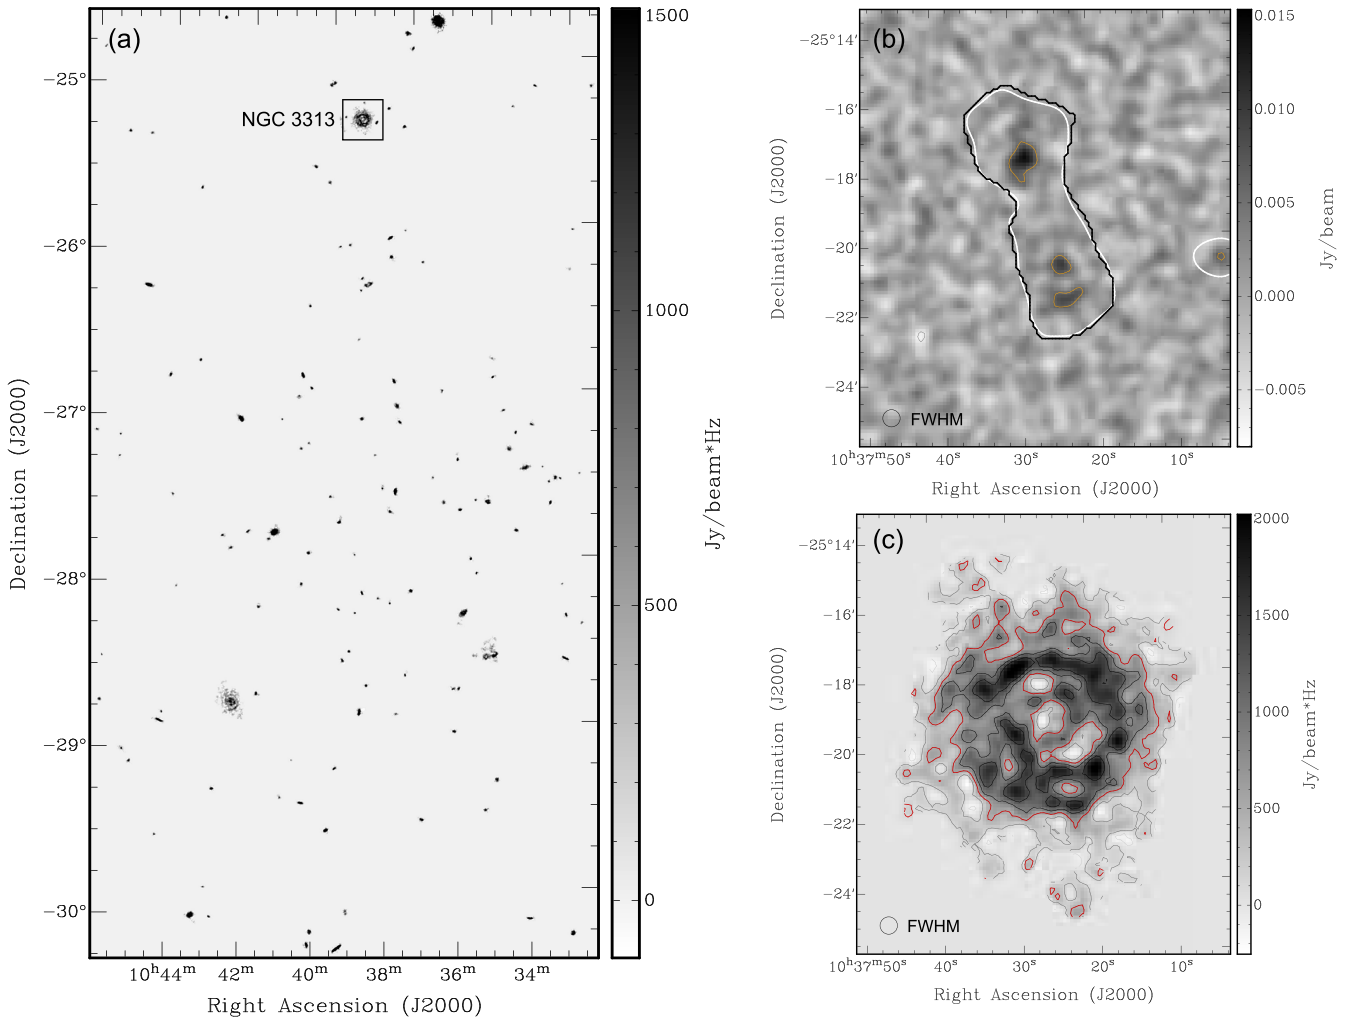 (a)
NGC 3313
−25°
−26°
−27°
−28°
−29°
−30°
Declination (J2000)
10ʰ44ᵐ 42ᵐ 40ᵐ 38ᵐ 36ᵐ 34ᵐ
Right Ascension (J2000)
1500
1000
500
0
Jy/beam*Hz
(b)
−25°14′
−16′
−18′
−20′
−22′
−24′
Declination (J2000)
FWHM
10ʰ37ᵐ50ˢ 40ˢ 30ˢ 20ˢ 10ˢ
Right Ascension (J2000)
0.015
0.010
0.005
0.000
−0.005
Jy/beam
(c)
−25°14′
−16′
−18′
−20′
−22′
−24′
Declination (J2000)
FWHM
10ʰ37ᵐ50ˢ 40ˢ 30ˢ 20ˢ 10ˢ
Right Ascension (J2000)
2000
1500
1000
500
0
Jy/beam*Hz